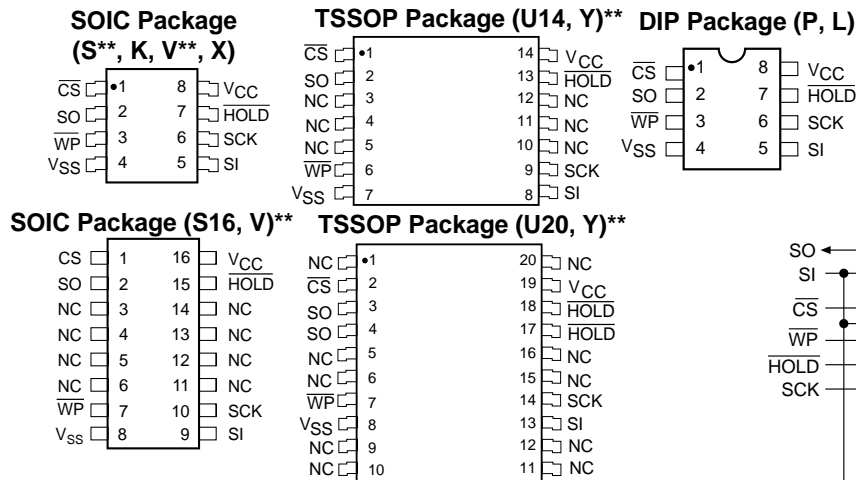 SOIC Package
(S**, K, V**, X)
CS 1 8 VCC
SO 2 7 HOLD
WP 3 6 SCK
VSS 4 5 SI
TSSOP Package (U14, Y)**
CS 1 14 VCC
SO 2 13 HOLD
NC 3 12 NC
NC 4 11 NC
NC 5 10 NC
WP 6 9 SCK
VSS 7 8 SI
DIP Package (P, L)
CS 1 8 VCC
SO 2 7 HOLD
WP 3 6 SCK
VSS 4 5 SI
SOIC Package (S16, V)**
CS 1 16 VCC
SO 2 15 HOLD
NC 3 14 NC
NC 4 13 NC
NC 5 12 NC
NC 6 11 NC
WP 7 10 SCK
VSS 8 9 SI
TSSOP Package (U20, Y)**
NC 1 20 NC
CS 2 19 VCC
SO 3 18 HOLD
SO 4 17 HOLD
NC 5 16 NC
NC 6 15 NC
WP 7 14 SCK
VSS 8 13 SI
NC 9 12 NC
NC 10 11 NC
SO
SI
CS
WP
HOLD
SCK